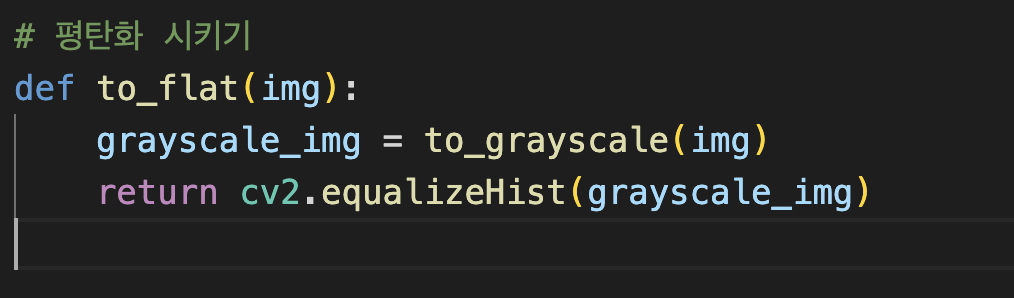 # 평탄화 시키기
def to_flat(img):
    grayscale_img = to_grayscale(img)
    return cv2.equalizeHist(grayscale_img)